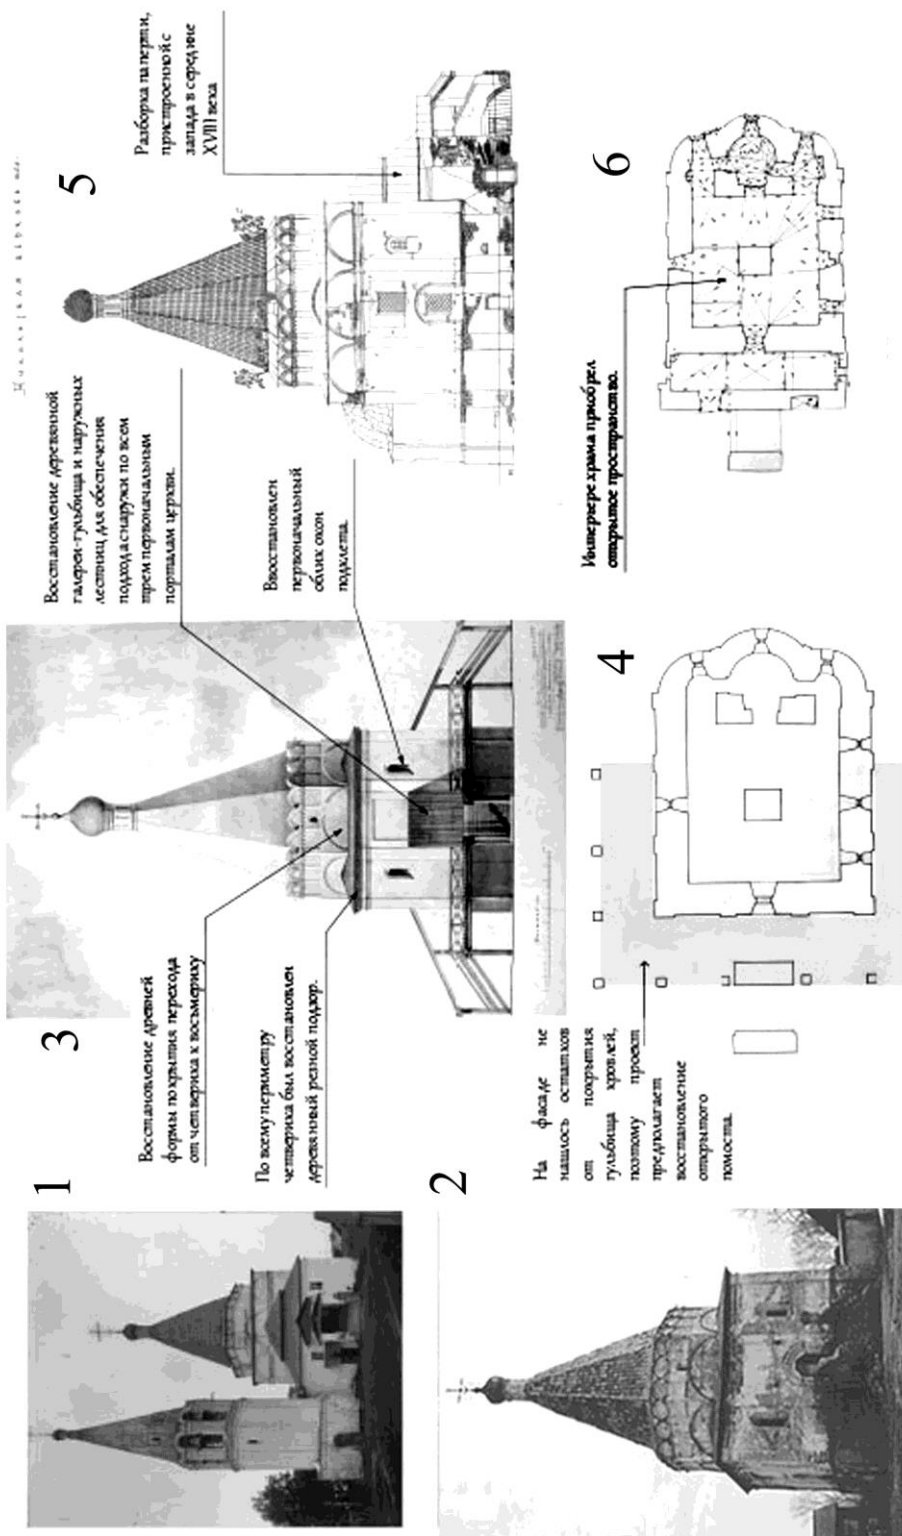 1
Восстановление древней
формы покрытия перехода
от четверика к восьмерику
По всему периметру
четверика был восстановлен
деревянный резной подзор.
3
Восстановление деревянной
галереи-гульбища и наружных
лестниц для обеспечения
подхода снаружи по всем
трем первоначальным
порталам церкви.
Ввосстановлен
первоначальный
облик окон
подклета.
5
Разборка паперти,
пристроенной с
запада в середине
XVIII века
2
На фасаде не
нашлось остатков
от покрытия
гульбища кровлей,
поэтому проект
предполагает
восстановление
открытого
помоста.
4
Интерьере храма приобрел
открытое пространство.
6